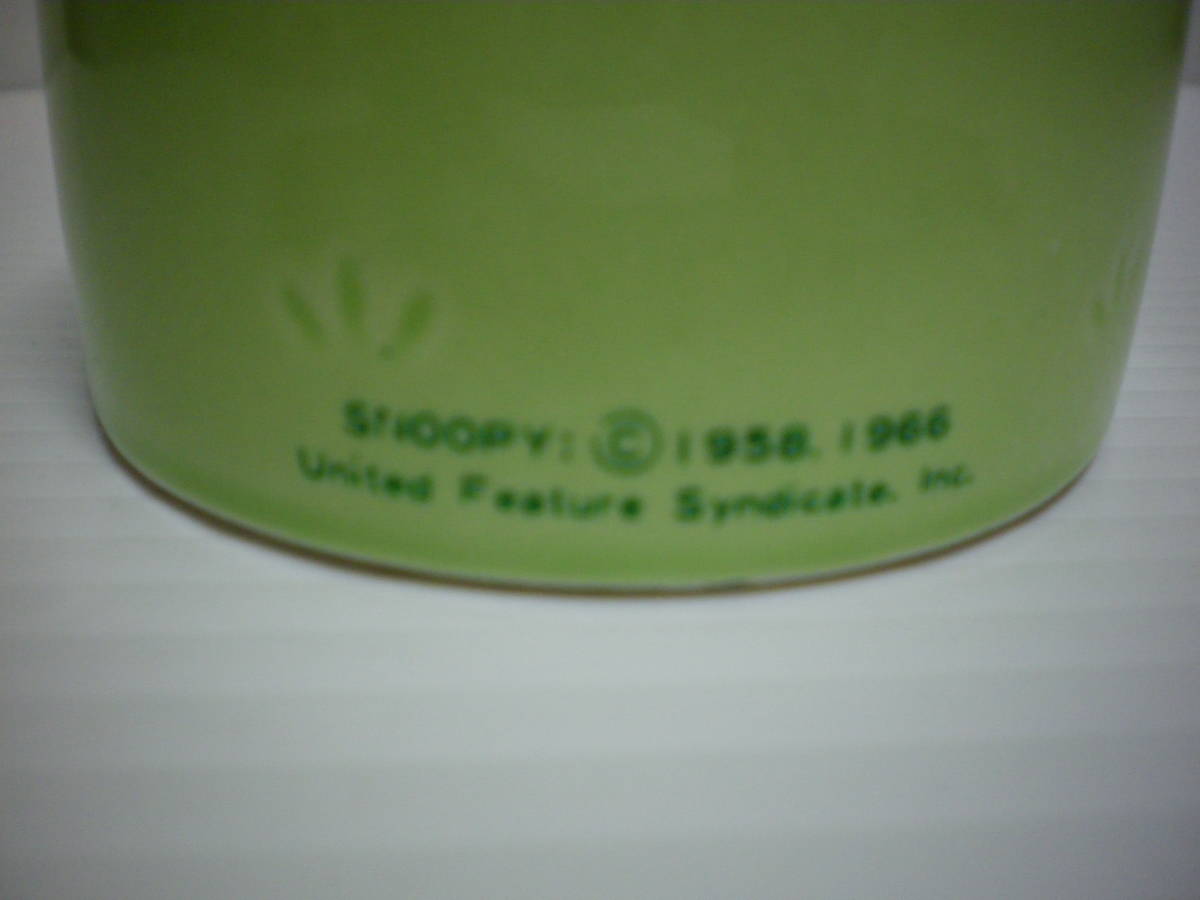 SNOOPY: © 1958. 1966
United Feature Syndicate. Inc.